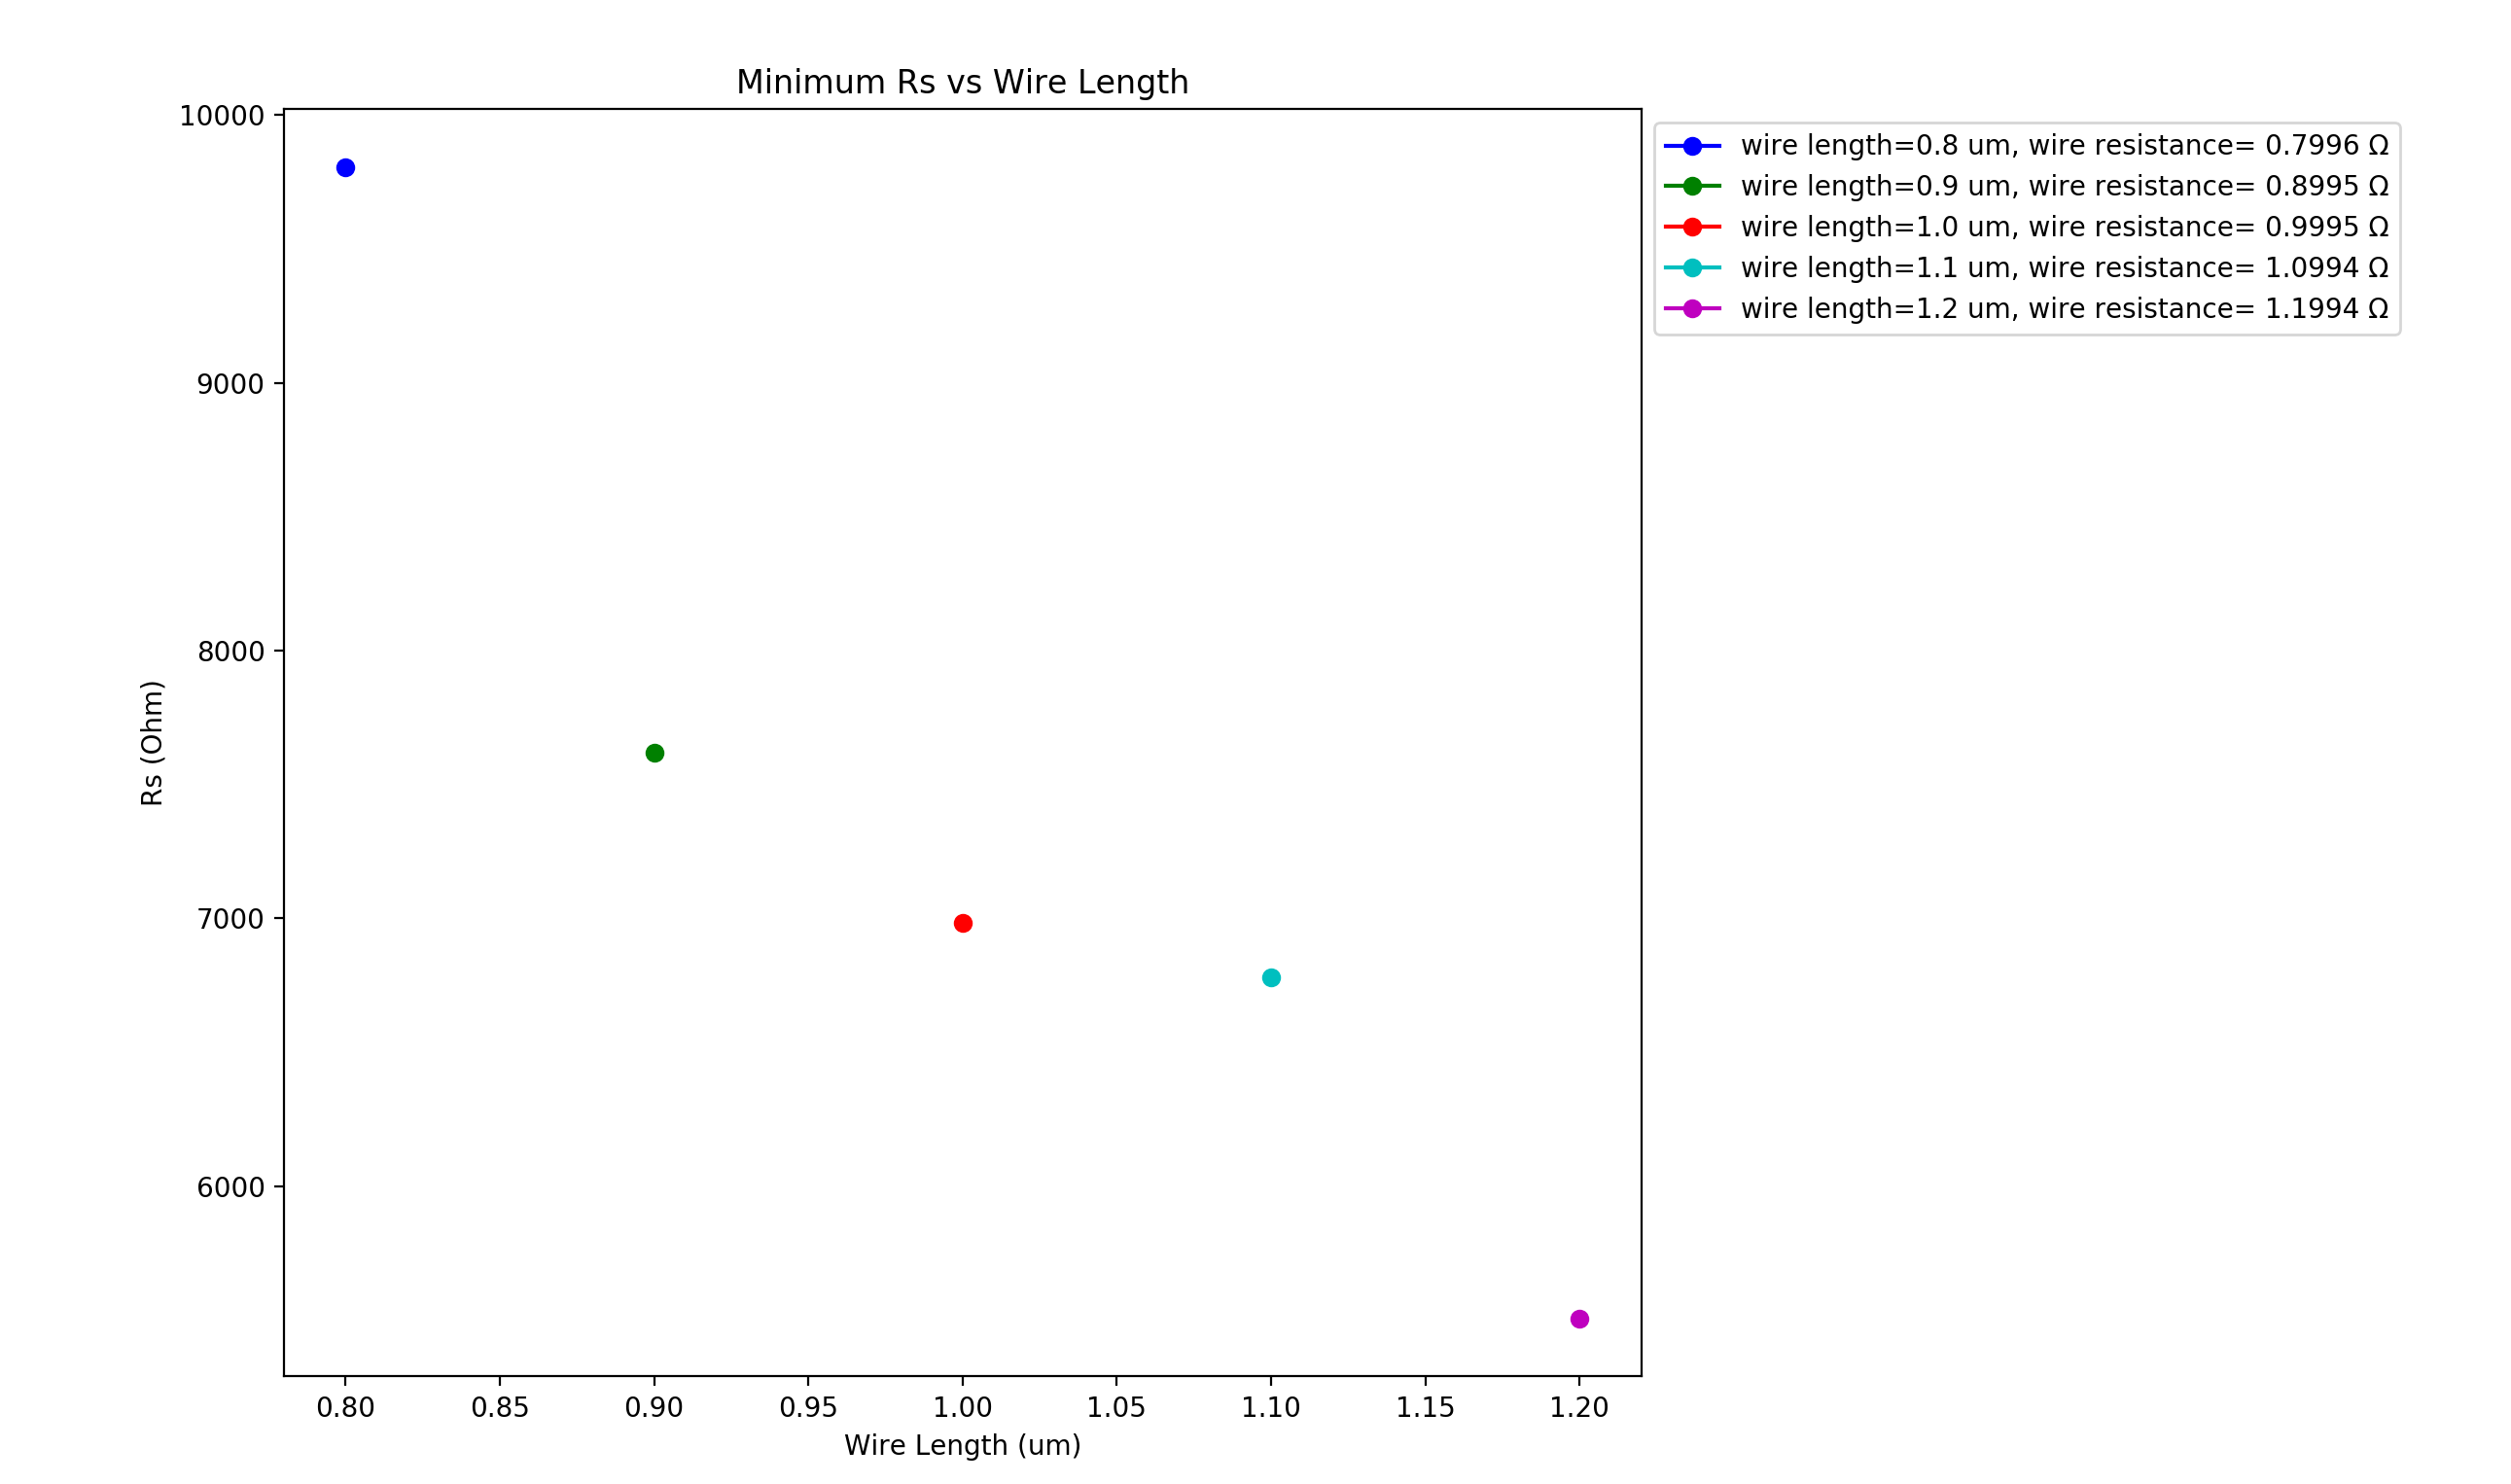 Minimum Rs vs Wire Length
10000
9000
8000
7000
6000
Rs (Ohm)
0.80 0.85 0.90 0.95 1.00 1.05 1.10 1.15 1.20
Wire Length (um)
wire length=0.8 um, wire resistance= 0.7996 Ω
wire length=0.9 um, wire resistance= 0.8995 Ω
wire length=1.0 um, wire resistance= 0.9995 Ω
wire length=1.1 um, wire resistance= 1.0994 Ω
wire length=1.2 um, wire resistance= 1.1994 Ω